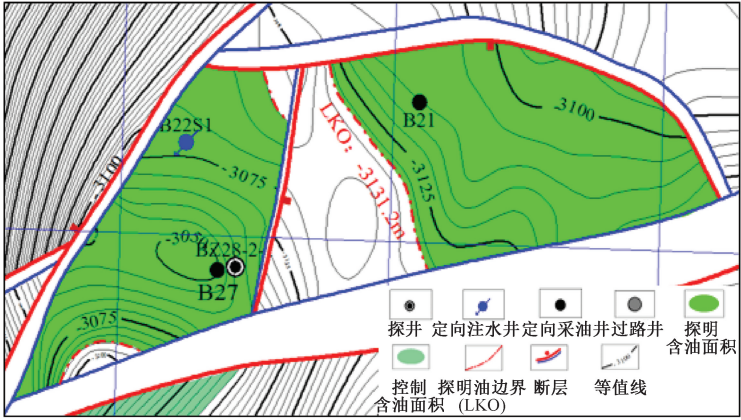 B22S1
-3100
-3075
-3050
BZ28-2-
B27
-3075
LKO: -3131.2m
B21
-3100
-3125
探井 定向注水井 定向采油井 过路井 探明含油面积
-3100
控制含油面积 探明油边界(LKO) 断层 等值线